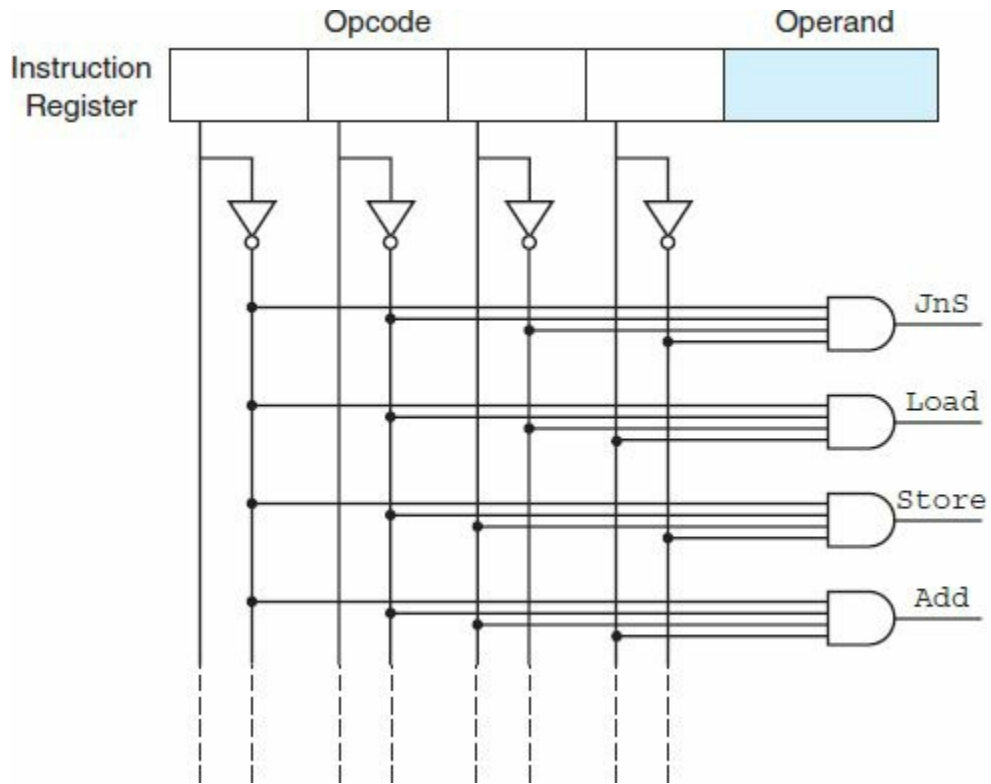 Opcode
Operand
Instruction
Register
JnS
Load
Store
Add